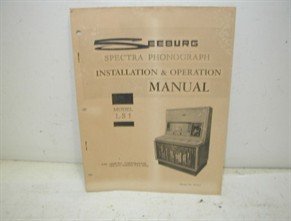 SEEBURG
SPECTRA PHONOGRAPH
INSTALLATION & OPERATION
MANUAL
MODEL
LS1